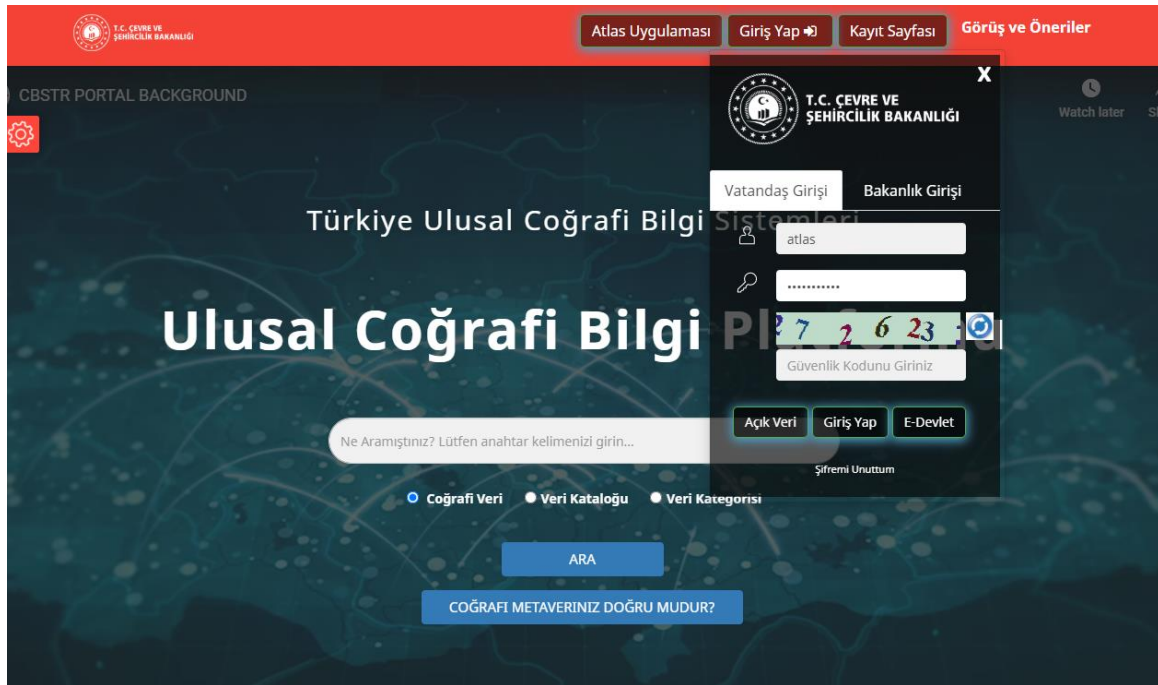 T.C. ÇEVRE VE
ŞEHİRCİLİK BAKANLIĞI
Atlas Uygulaması
Giriş Yap
Kayıt Sayfası
Görüş ve Öneriler
CBSTR PORTAL BACKGROUND
X
T.C. ÇEVRE VE
ŞEHİRCİLİK BAKANLIĞI
Watch later
Vatandaş Girişi
Bakanlık Girişi
Türkiye Ulusal Coğrafi Bilgi Sistemleri
atlas
Ulusal Coğrafi Bilgi
7 2 6 23
Güvenlik Kodunu Giriniz
Açık Veri
Giriş Yap
E-Devlet
Ne Aramıştınız? Lütfen anahtar kelimenizi girin...
Şifremi Unuttum
Coğrafi Veri
Veri Kataloğu
Veri Kategorisi
ARA
COĞRAFI METAVERINIZ DOĞRU MUDUR?